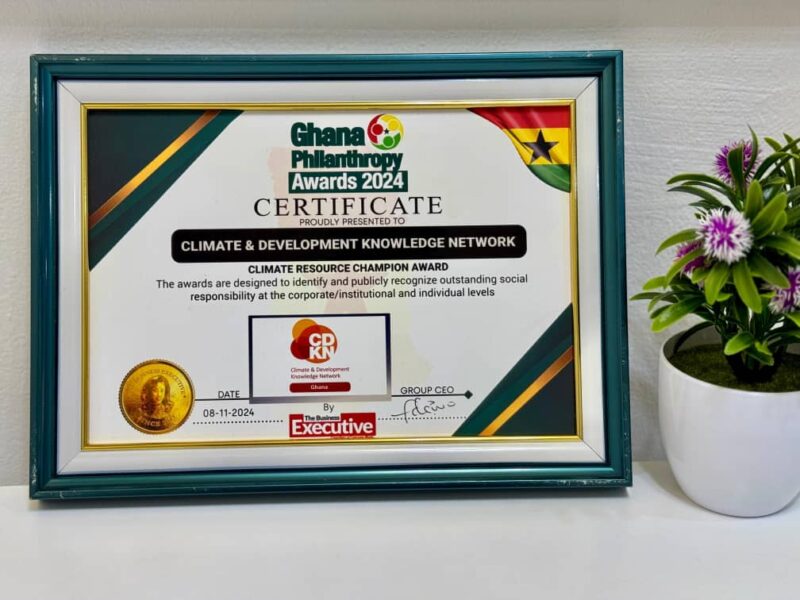 Ghana
Philanthropy
Awards 2024
CERTIFICATE
PROUDLY PRESENTED TO
CLIMATE & DEVELOPMENT KNOWLEDGE NETWORK
CLIMATE RESOURCE CHAMPION AWARD
The awards are designed to identify and publicly recognize outstanding social
responsibility at the corporate/institutional and individual levels
CD
KN
Climate & Development
Knowledge Network
Ghana
DATE
08-11-2024
GROUP CEO
By
The Business
Executive